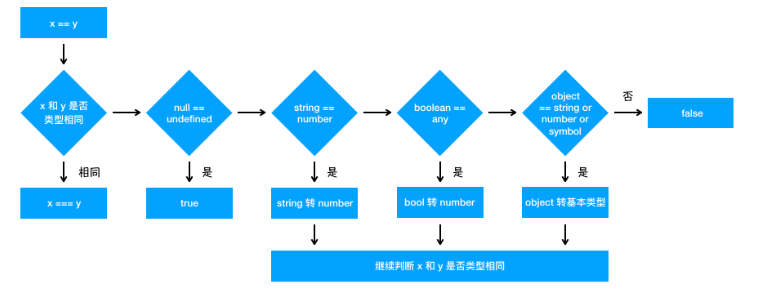 x == y
x 和 y 是否
类型相同
null ==
undefined
string ==
number
boolean ==
any
object
== string or
number or
symbol
否
false
相同
是
是
是
是
x === y
true
string 转 number
bool 转 number
object 转基本类型
继续判断 x 和 y 是否类型相同